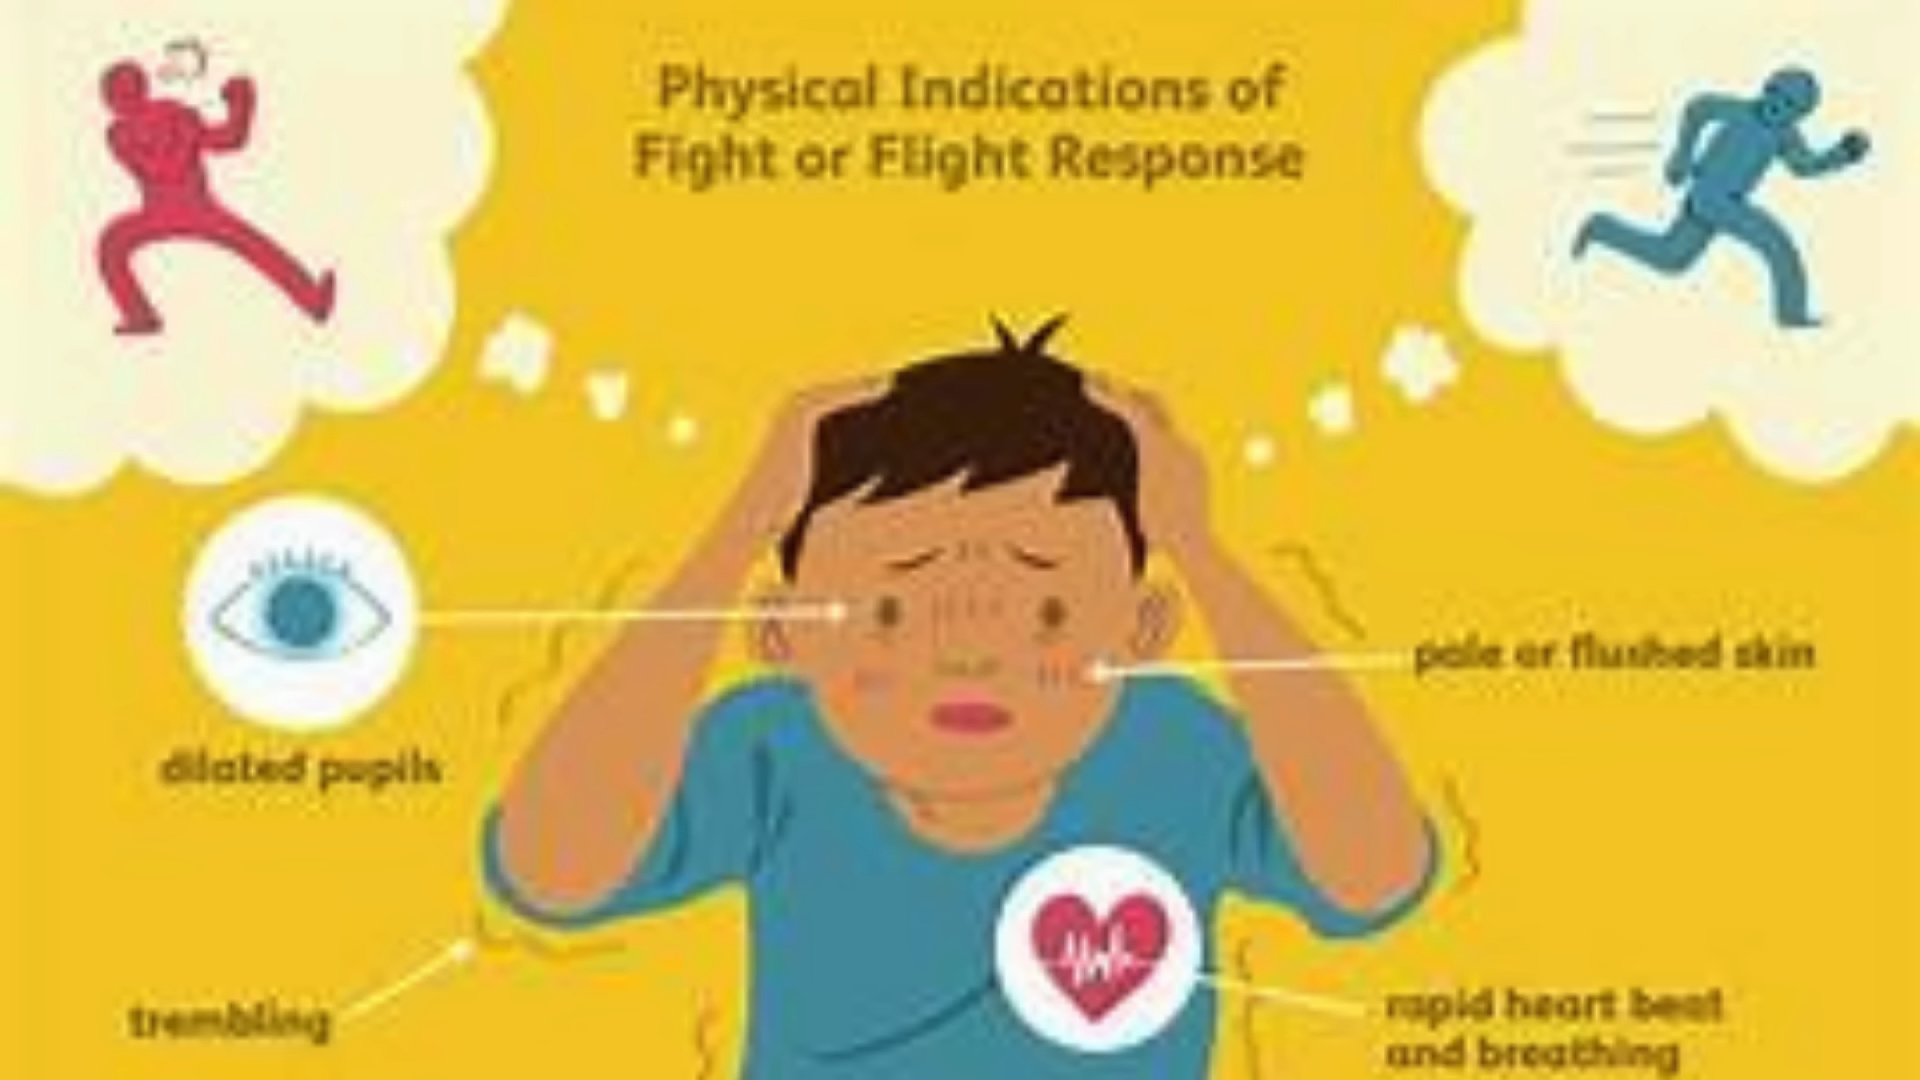 Physical Indications of
Fight or Flight Response
pale or flushed skin
dilated pupils
trembling
rapid heart beat
and breathing